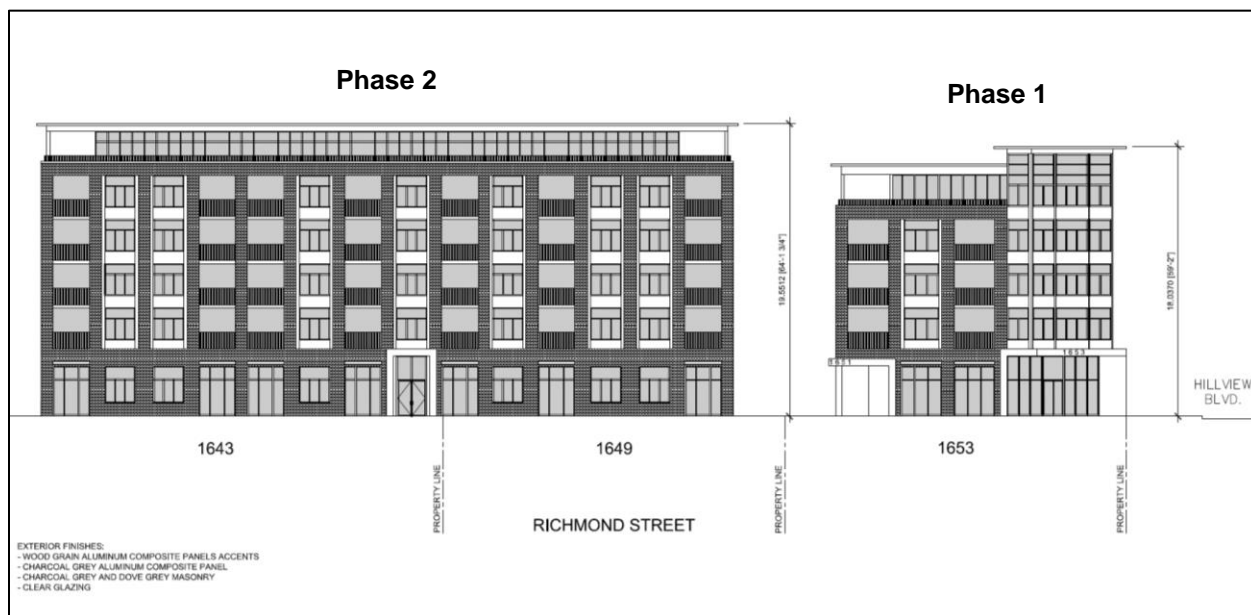 Phase 2
Phase 1
19.5512 [64'-1 3/4"]
18.0370 [59'-2"]
1651
1653
HILLVIEW
BLVD.
1643
1649
1653
PROPERTY LINE
PROPERTY LINE
PROPERTY LINE
RICHMOND STREET
EXTERIOR FINISHES:
- WOOD GRAIN ALUMINUM COMPOSITE PANELS ACCENTS
- CHARCOAL GREY ALUMINUM COMPOSITE PANEL
- CHARCOAL GREY AND DOVE GREY MASONRY
- CLEAR GLAZING